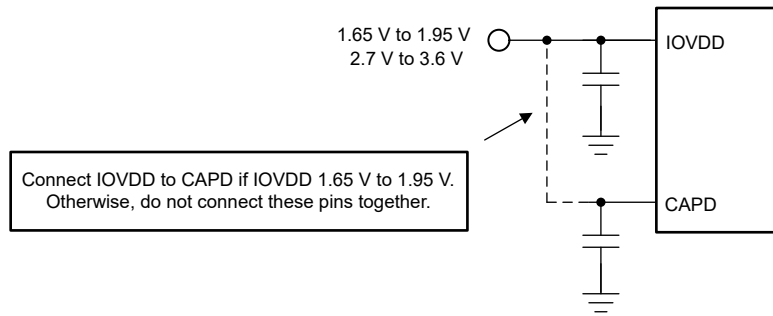 1.65 V to 1.95 V
2.7 V to 3.6 V
IOVDD
Connect IOVDD to CAPD if IOVDD 1.65 V to 1.95 V.
Otherwise, do not connect these pins together.
CAPD